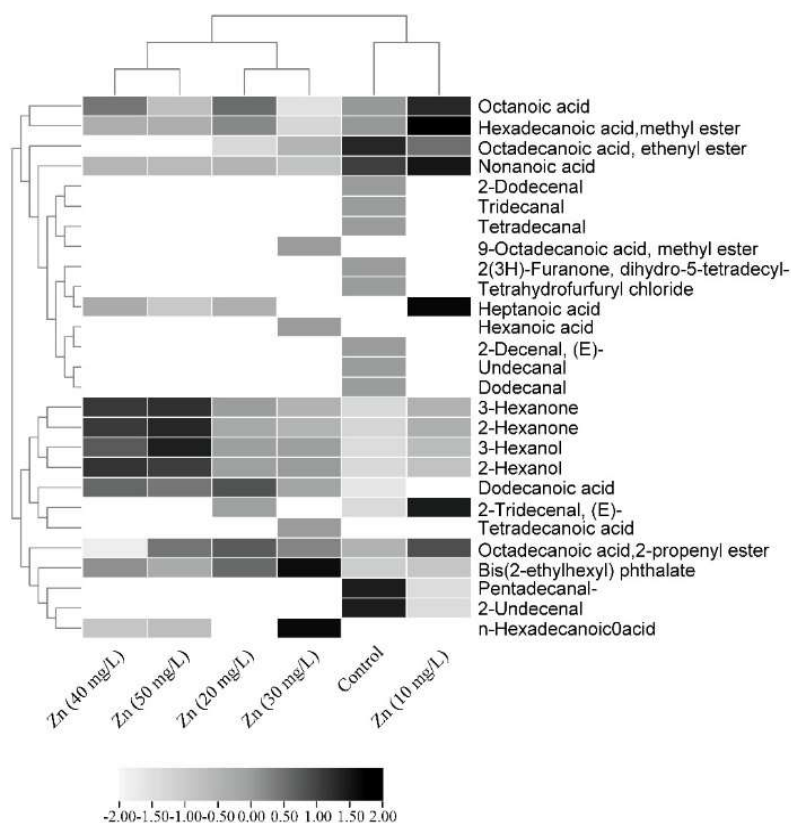 Octanoic acid
Hexadecanoic acid,methyl ester
Octadecanoic acid, ethenyl ester
Nonanoic acid
2-Dodecenal
Tridecanal
Tetradecanal
9-Octadecanoic acid, methyl ester
2(3H)-Furanone, dihydro-5-tetradecyl-
Tetrahydrofurfuryl chloride
Heptanoic acid
Hexanoic acid
2-Decenal, (E)-
Undecanal
Dodecanal
3-Hexanone
2-Hexanone
3-Hexanol
2-Hexanol
Dodecanoic acid
2-Tridecenal, (E)-
Tetradecanoic acid
Octadecanoic acid,2-propenyl ester
Bis(2-ethylhexyl) phthalate
Pentadecanal-
2-Undecenal
n-Hexadecanoic0acid
Zn (40 mg/L)
Zn (50 mg/L)
Zn (20 mg/L)
Zn (30 mg/L)
Control
Zn (10 mg/L)
-2.00 -1.50 -1.00 -0.50 0.00 0.50 1.00 1.50 2.00